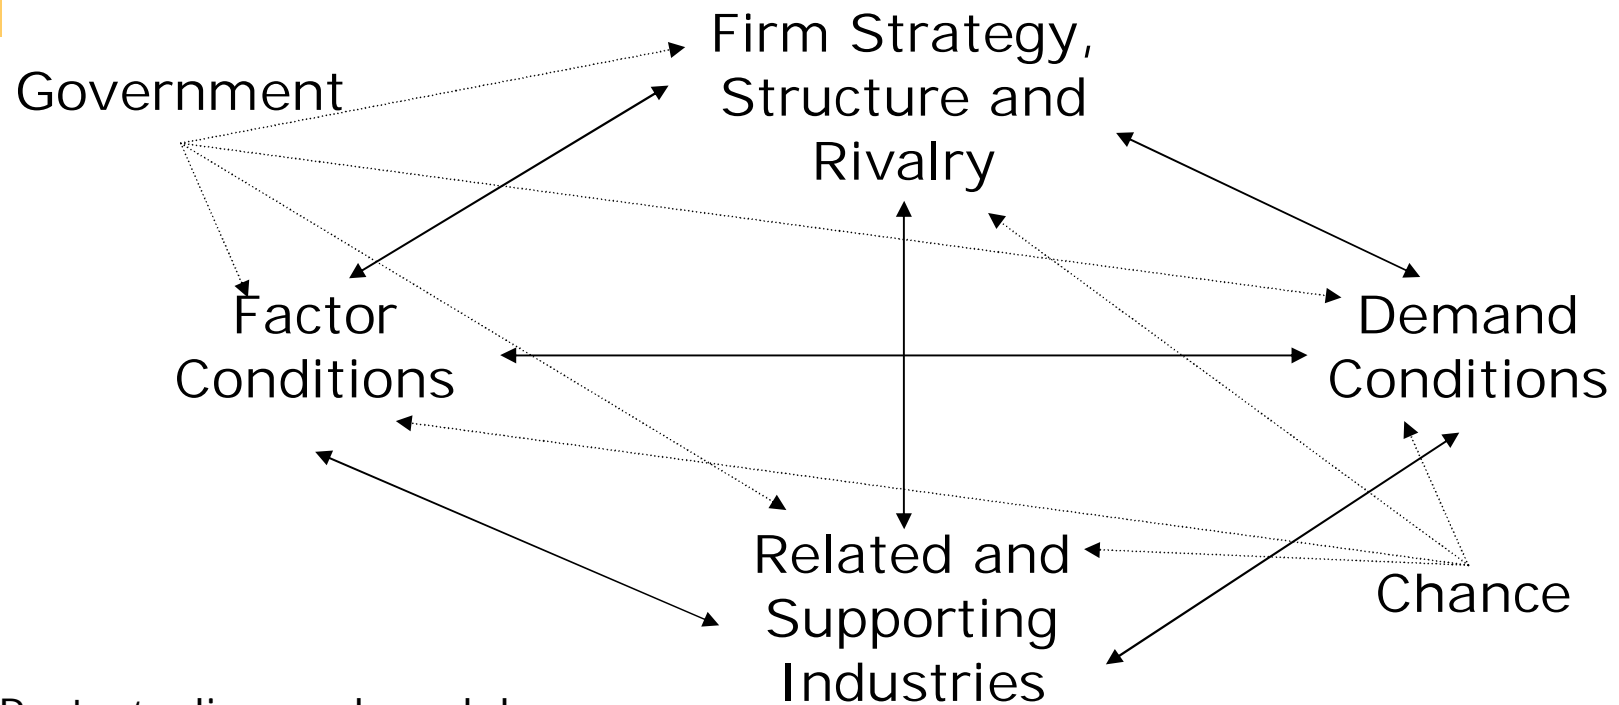 Firm Strategy,
Structure and
Rivalry
Government
Factor
Conditions
Demand
Conditions
Related and
Supporting
Industries
Chance